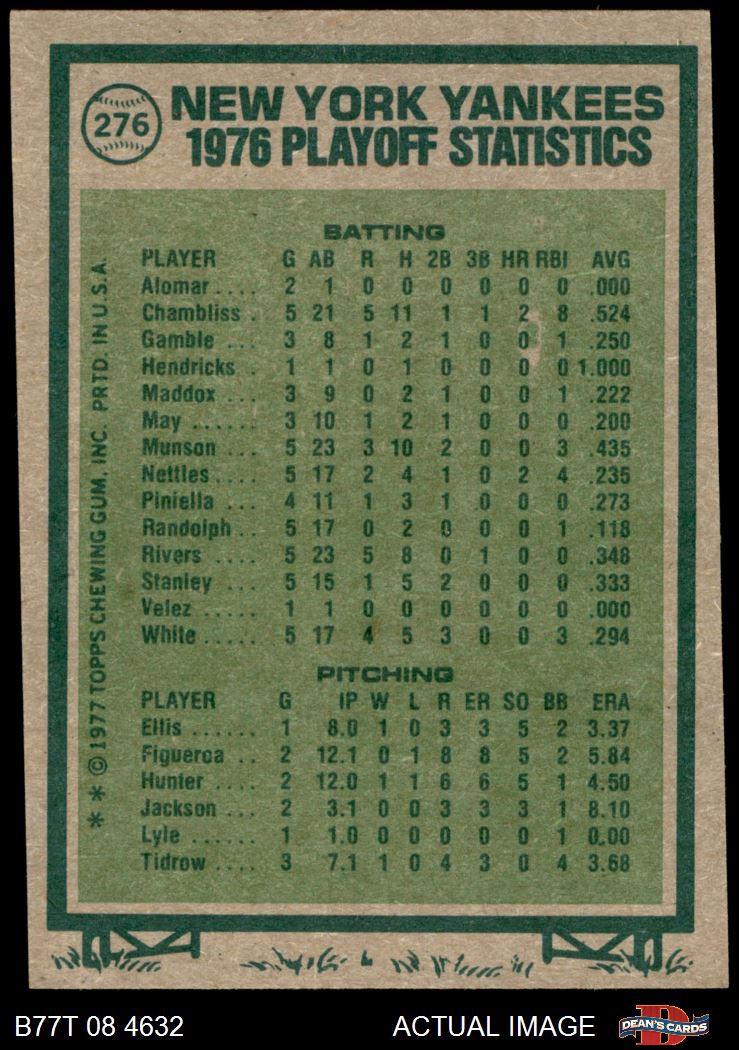 276
NEW YORK YANKEES
1976 PLAYOFF STATISTICS
BATTING
PLAYER G AB R H 2B 3B HR RBI AVG
Alomar .... 2 1 0 0 0 0 0 0 .000
Chambliss . 5 21 5 11 1 1 2 8 .524
Gamble ... 3 8 1 2 1 0 0 1 .250
Hendricks . 1 1 0 1 0 0 0 0 1.000
Maddox ... 3 9 0 2 1 0 0 1 .222
May ...... 3 10 1 2 1 0 0 0 .200
Munson ... 5 23 3 10 2 0 0 3 .435
Nettles .... 5 17 2 4 1 0 2 4 .235
Piniella ... 4 11 1 3 1 0 0 0 .273
Randolph .. 5 17 0 2 0 0 0 1 .118
Rivers .... 5 23 5 8 0 1 0 0 .348
Stanley ... 5 15 1 5 2 0 0 0 .333
Velez ..... 1 1 0 0 0 0 0 0 .000
White ..... 5 17 4 5 3 0 0 3 .294
PITCHING
PLAYER G IP W L R ER SO BB ERA
Ellis ...... 1 8.0 1 0 3 3 5 2 3.37
Figueroa .. 2 12.1 0 1 8 8 5 2 5.84
Hunter .... 2 12.0 1 1 6 6 5 1 4.50
Jackson ... 2 3.1 0 0 3 3 3 1 8.10
Lyle ...... 1 1.0 0 0 0 0 0 1 0.00
Tidrow .... 3 7.1 1 0 4 3 0 4 3.68
* * © 1977 TOPPS CHEWING GUM, INC. PRTD. IN U.S.A.
B77T 08 4632
ACTUAL IMAGE
D
DEAN'S CARDS